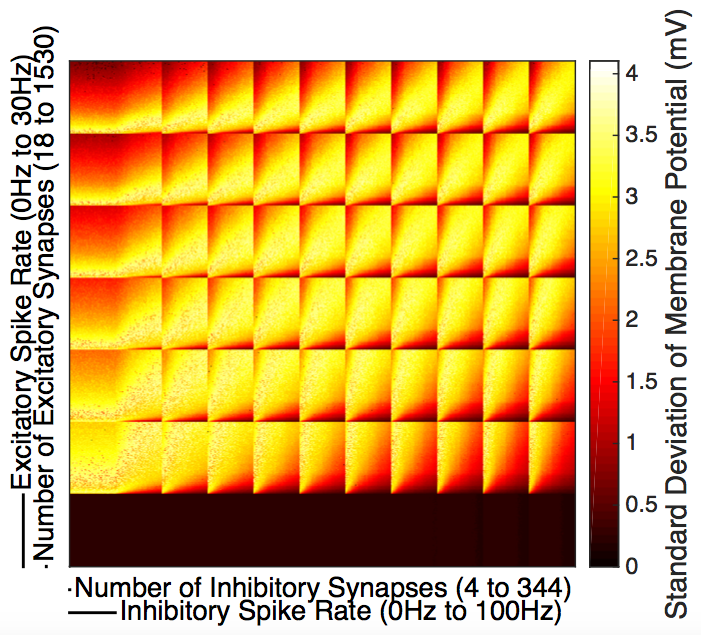 Excitatory Spike Rate (0Hz to 30Hz)
·Number of Excitatory Synapses (18 to 1530)
·Number of Inhibitory Synapses (4 to 344)
Inhibitory Spike Rate (0Hz to 100Hz)
4
3.5
3
2.5
2
1.5
1
0.5
0
Standard Deviation of Membrane Potential (mV)